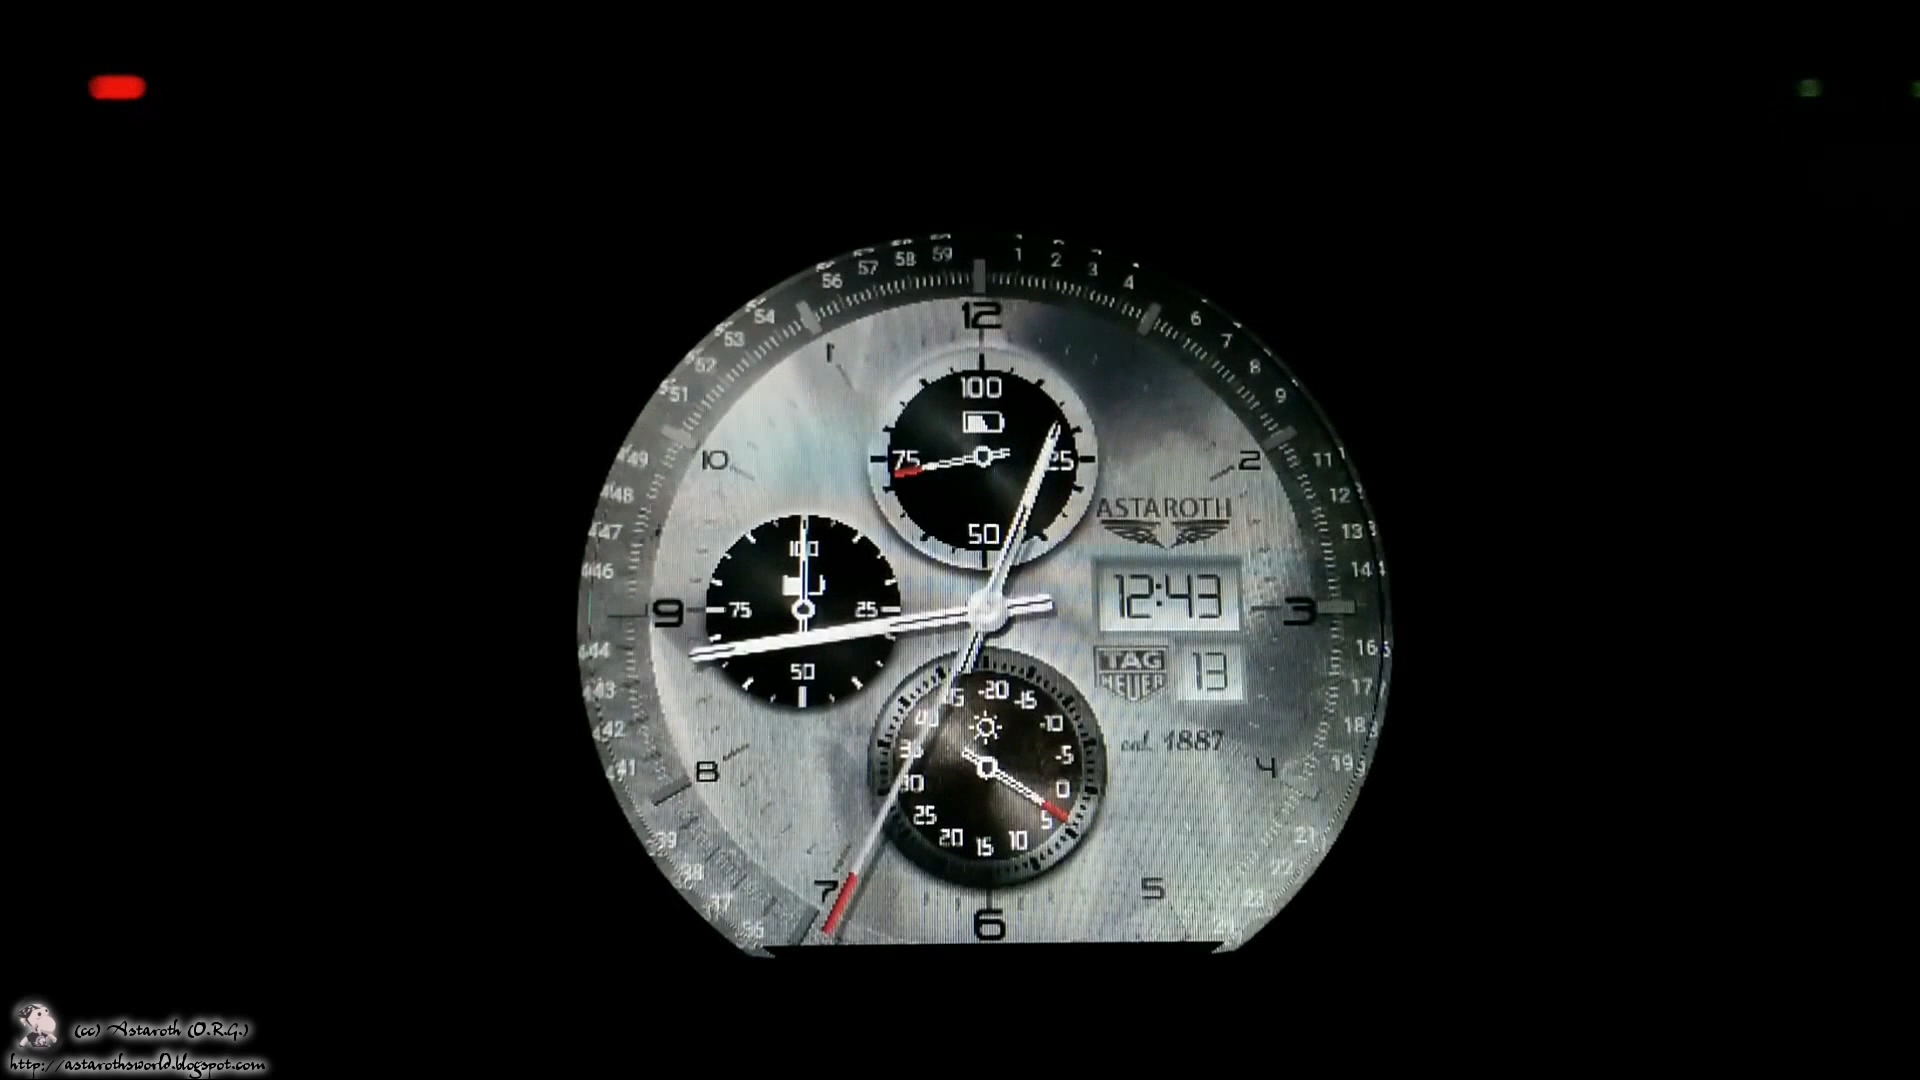 59 1 2 3 4
56 57 58
54 6
53 7
52 8
51 9
12
1
100
10 2
49 75 25 11
48 12
50
ASTAROTH
47 13
100
46 12:43 14
9 75 25 3
44 16
50 TAG HEUER 13
43 17
-20
45 -15
40 -10
42 18
cal. 1887
35 -5
41 19
8 4
30 0
25 5
20 15 10
39 21
38 22
7 5
37 23
6
36 24
(cc) Astaroth (O.R.G.)
http://astarothsworld.blogspot.com